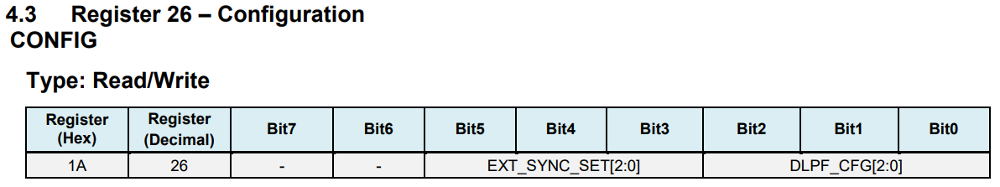 4.3 Register 26 – Configuration
CONFIG
Type: Read/Write
Register (Hex) Register (Decimal) Bit7 Bit6 Bit5 Bit4 Bit3 Bit2 Bit1 Bit0
1A 26 - - EXT_SYNC_SET[2:0] DLPF_CFG[2:0]